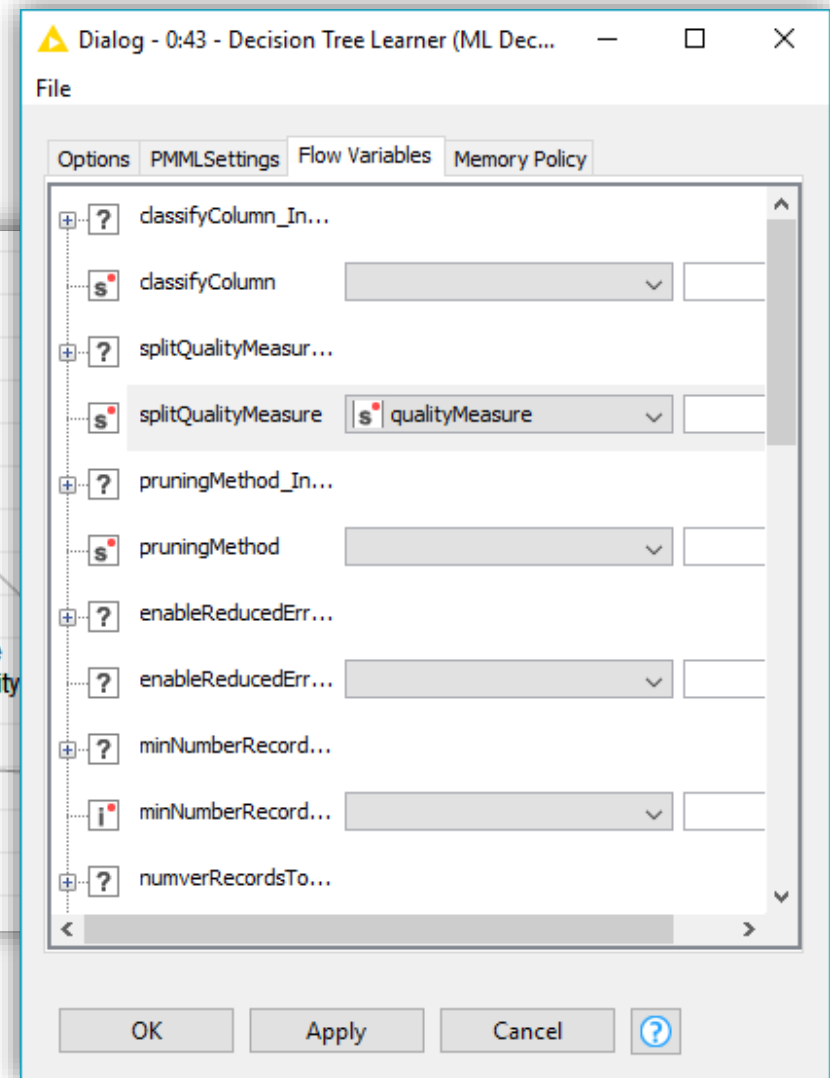 Dialog - 0:43 - Decision Tree Learner (ML Dec...
File
Options PMMLSettings Flow Variables Memory Policy
? classifyColumn_In...
s classifyColumn
? splitQualityMeasur...
s splitQualityMeasure s qualityMeasure
? pruningMethod_In...
s pruningMethod
? enableReducedErr...
? enableReducedErr...
ity
? minNumberRecord...
i minNumberRecord...
? numverRecordsTo...
OK Apply Cancel ?